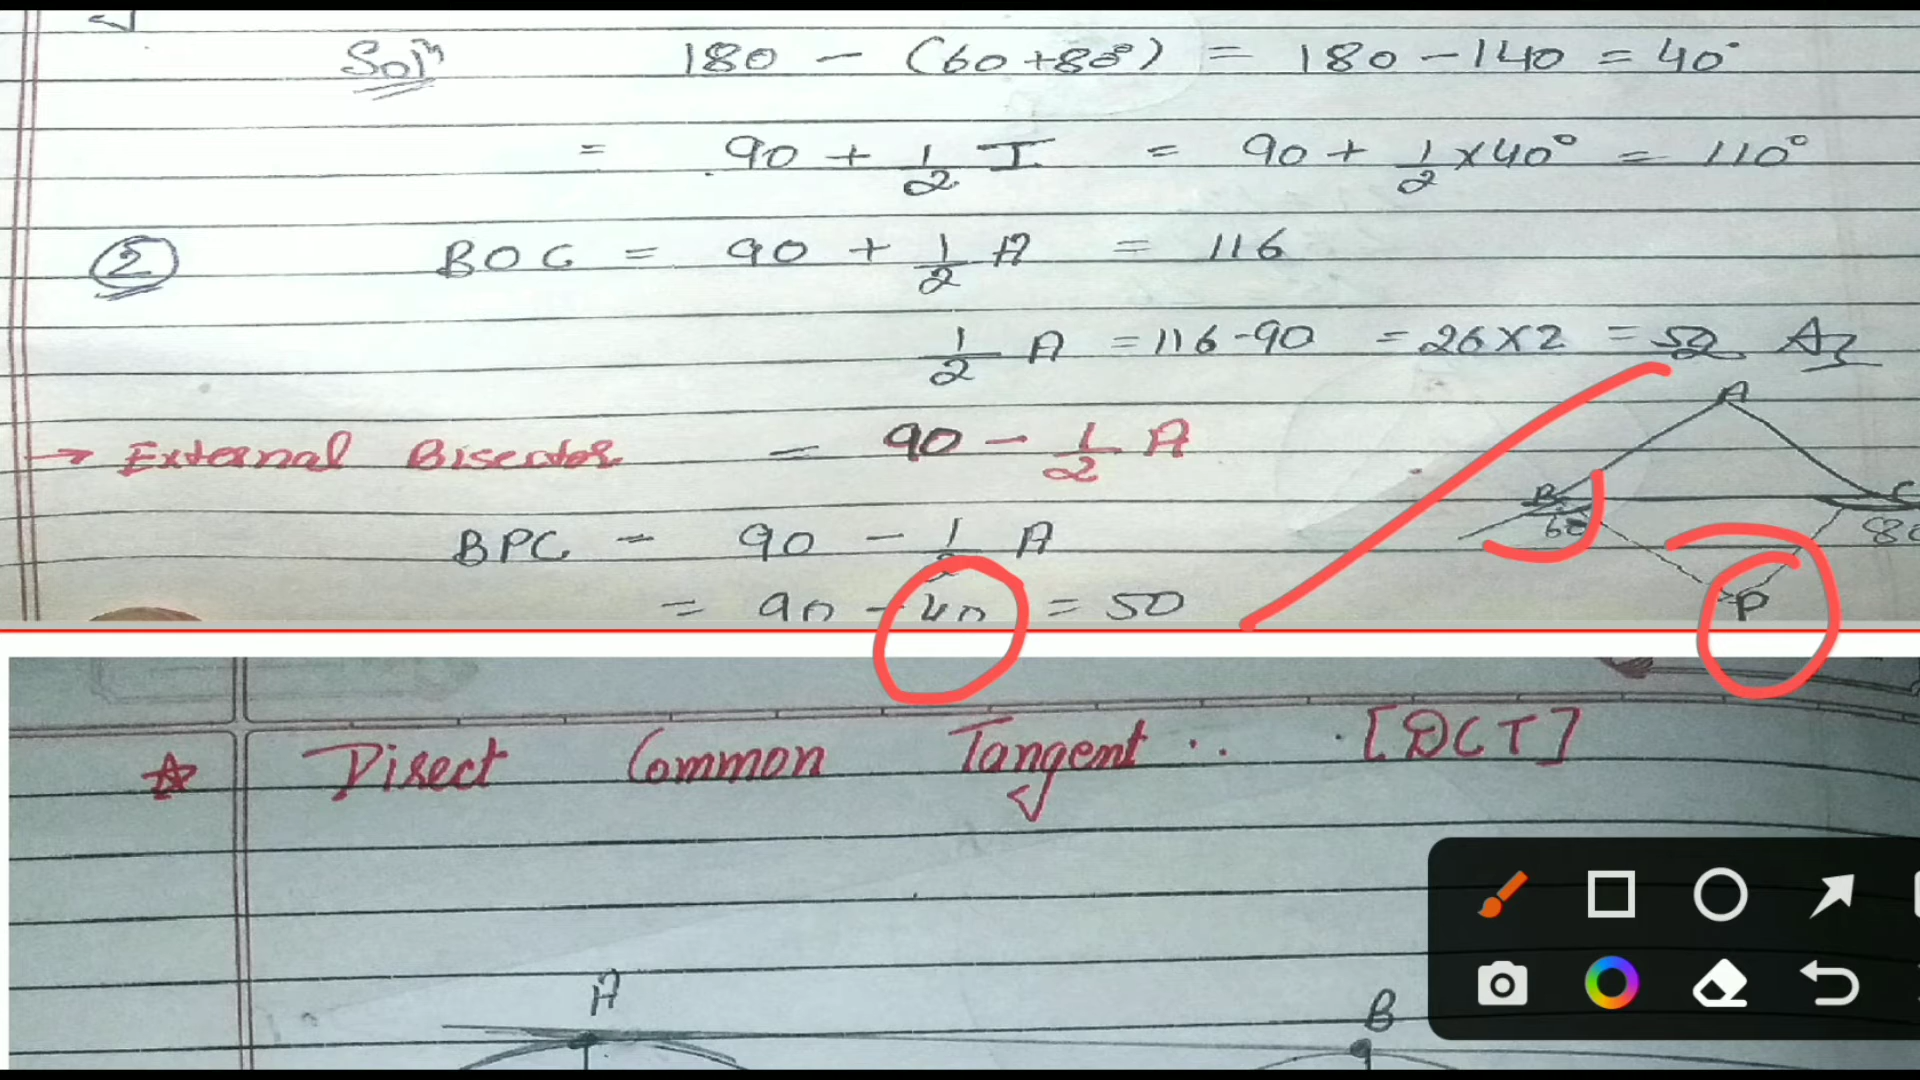 Solⁿ 180 - (60+80°) = 180 - 140 = 40°
= 90 + 1/2 I = 90 + 1/2 × 40° = 110°
② BOC = 90 + 1/2 A = 116
1/2 A = 116-90 = 26×2 = 52 Ans
→ External Bisector = 90 - 1/2 A
A
B
C
60
80
BPC - 90 - 1/2 A
= 90 - 40 = 50
P
☆ Direct Common Tangent .. . [DCT]
A
B